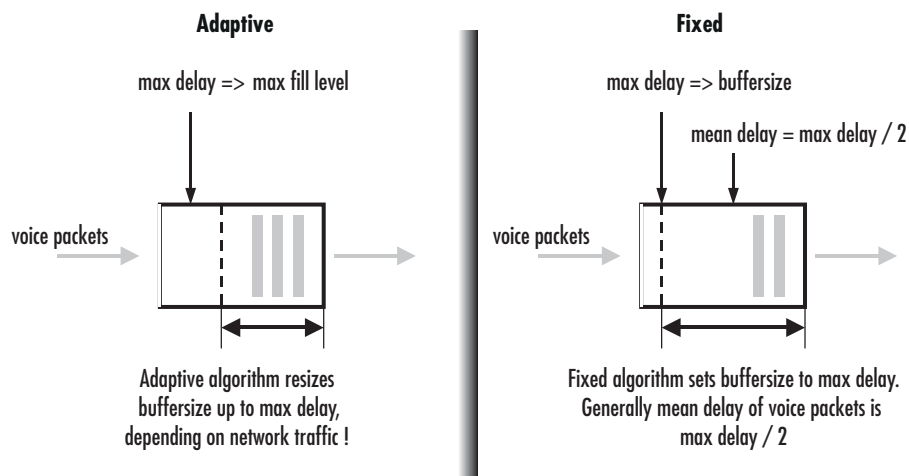 Adaptive
max delay => max fill level
voice packets
Adaptive algorithm resizes
buffersize up to max delay,
depending on network traffic !
Fixed
max delay => buffersize
mean delay = max delay / 2
voice packets
Fixed algorithm sets buffersize to max delay.
Generally mean delay of voice packets is
max delay / 2